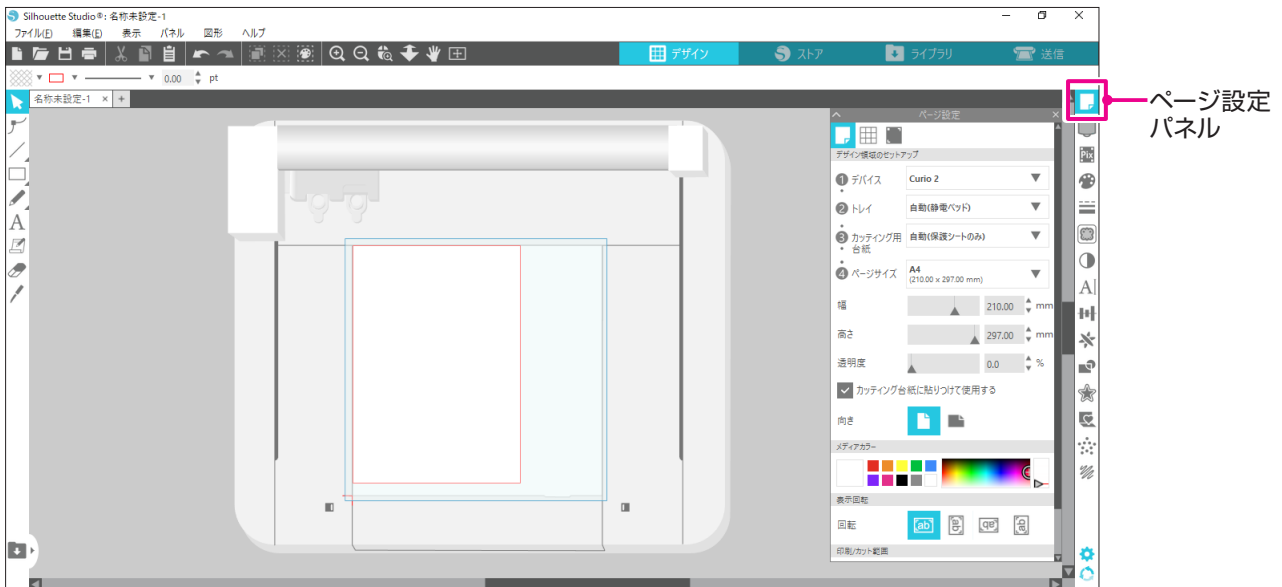 Silhouette Studio®: 名称未設定-1
ファイル(F) 編集(E) 表示 パネル 図形 ヘルプ
デザイン ストア ライブラリ 送信
0.00 pt
名称未設定-1 × +
ページ設定
パネル
ページ設定
Pix
デザイン領域のセットアップ
1 デバイス Curio 2
2 トレイ 自動(静電ベッド)
3 カッティング用 自動(保護シートのみ)
台紙
4 ページサイズ A4
(210.00 x 297.00 mm)
幅 210.00 mm
高さ 297.00 mm
透明度 0.0 %
カッティング台紙に貼りつけて使用する
向き
メディアカラー
表示回転
回転 ab ab ab ab
印刷/カット範囲